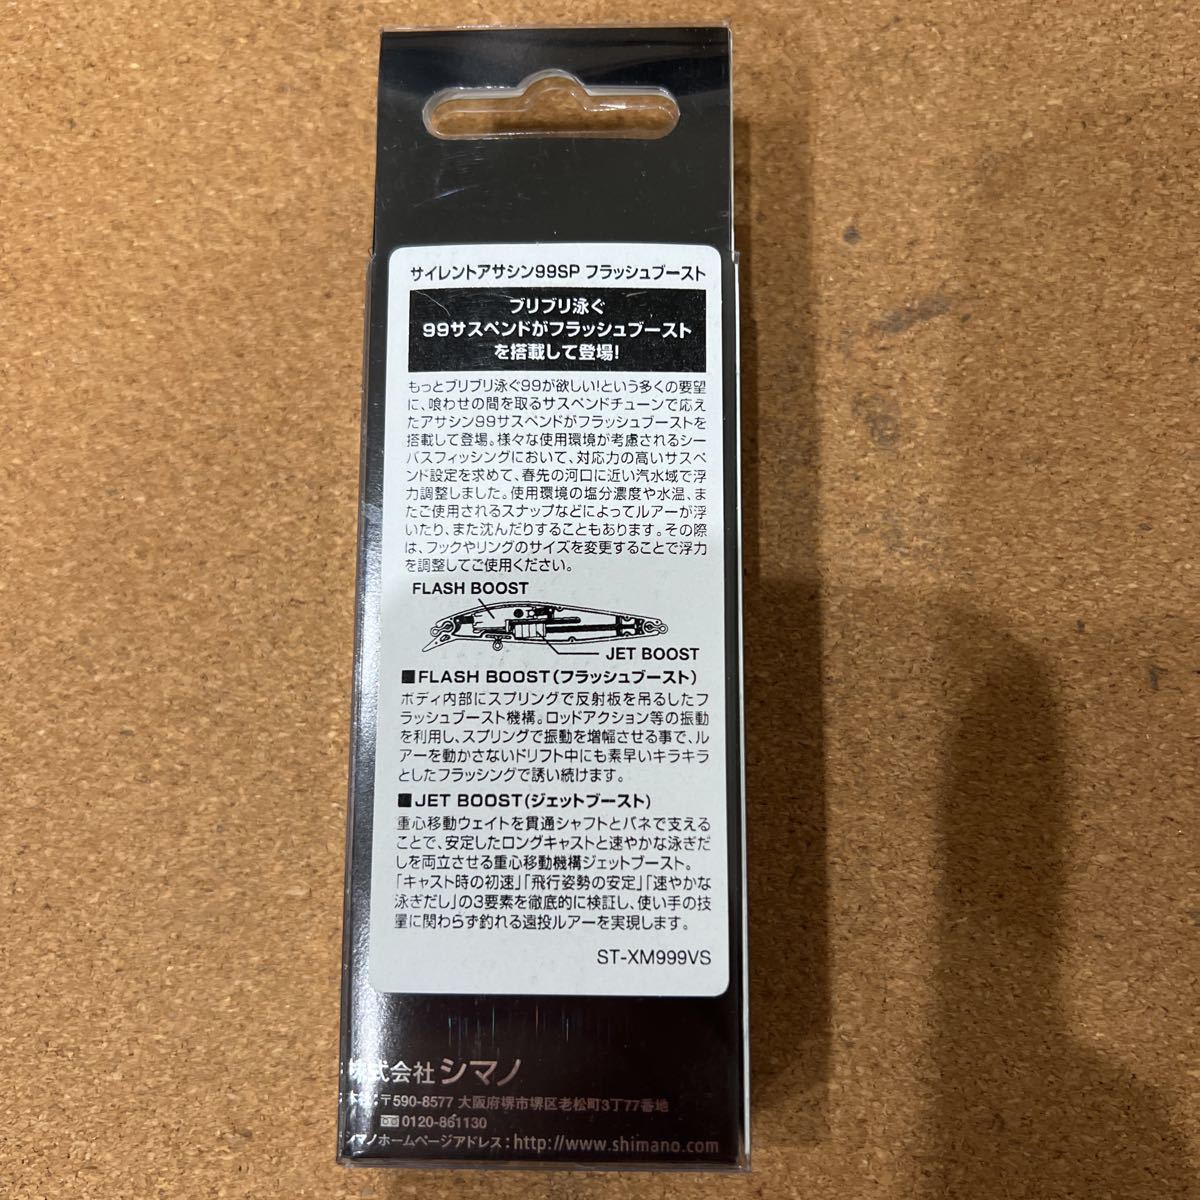 サイレントアサシン99SP フラッシュブースト
ブリブリ泳ぐ
99サスペンドがフラッシュブースト
を搭載して登場!
もっとブリブリ泳ぐ99が欲しい!という多くの要望
に、喰わせの間を取るサスペンドチューンで応え
たアサシン99サスペンドがフラッシュブーストを
搭載して登場。様々な使用環境が考慮されるシー
バスフィッシングにおいて、対応力の高いサスペ
ンド設定を求めて、春先の河口に近い汽水域で浮
力調整しました。使用環境の塩分濃度や水温、ま
たご使用されるスナップなどによってルアーが浮
いたり、また沈んだりすることもあります。その際
は、フックやリングのサイズを変更することで浮力
を調整してご使用ください。
FLASH BOOST
JET BOOST
■FLASH BOOST(フラッシュブースト)
ボディ内部にスプリングで反射板を吊るしたフ
ラッシュブースト機構。ロッドアクション等の振動
を利用し、スプリングで振動を増幅させる事で、ル
アーを動かさないドリフト中にも素早いキラキラ
としたフラッシングで誘い続けます。
■JET BOOST(ジェットブースト)
重心移動ウェイトを貫通シャフトとバネで支える
ことで、安定したロングキャストと速やかな泳ぎだ
しを両立させる重心移動機構ジェットブースト。
「キャスト時の初速」「飛行姿勢の安定」「速やかな
泳ぎだし」の3要素を徹底的に検証し、使い手の技
量に関わらず釣れる遠投ルアーを実現します。
ST-XM999VS
株式会社 シマノ
本社:〒590-8577 大阪府堺市堺区老松町3丁77番地
0120-861130
シマノホームページアドレス:http://www.shimano.com